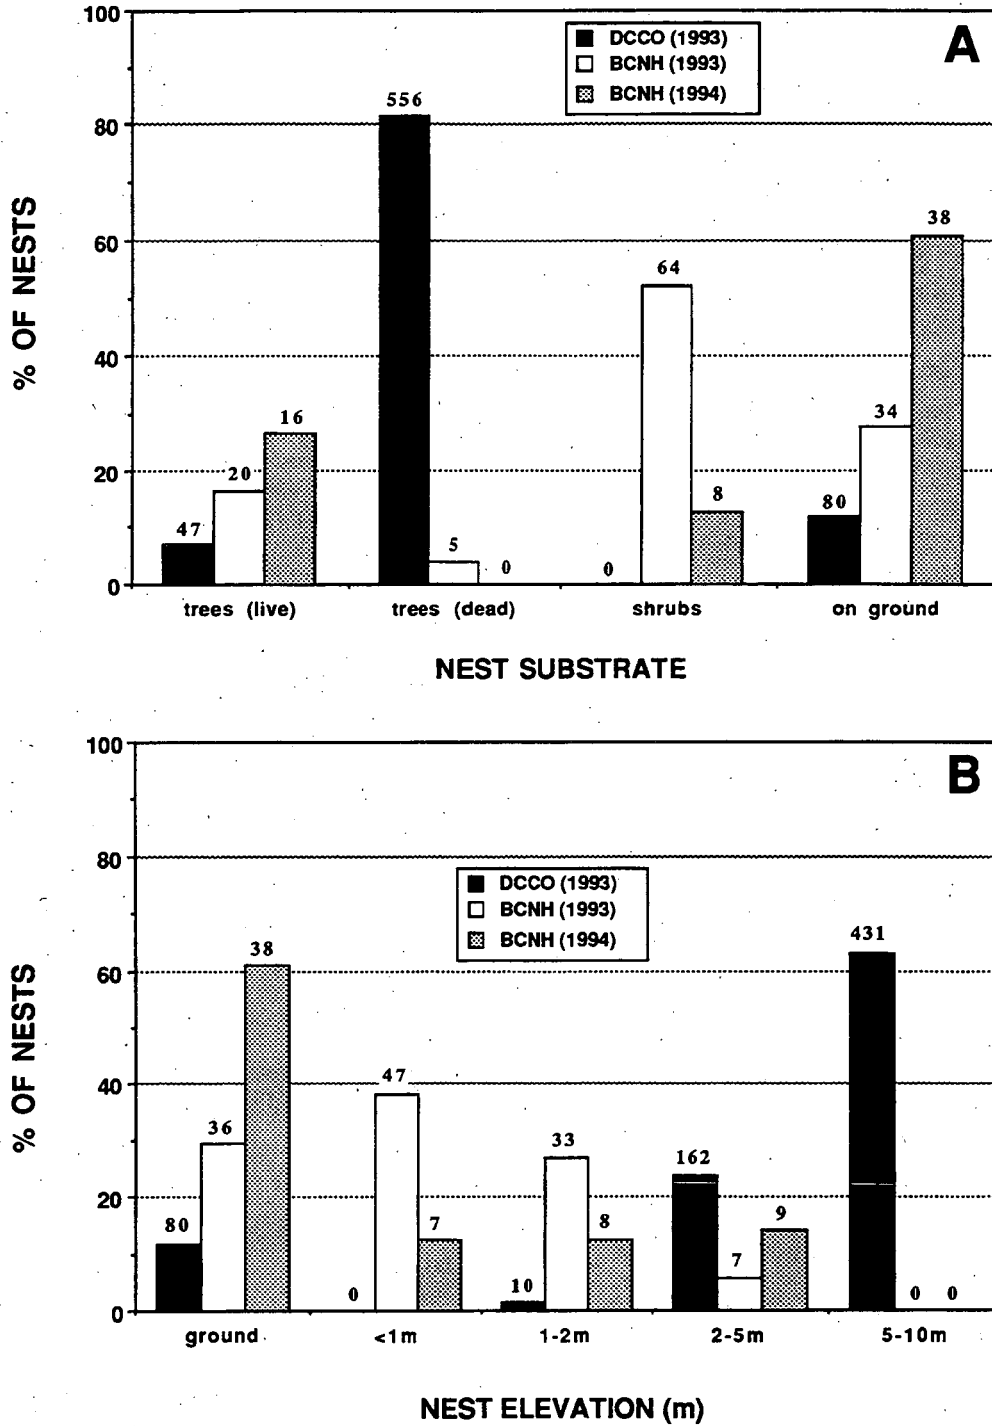 100
A
DCCO (1993)
BCNH (1993)
BCNH (1994)
556
80
% OF NESTS
60
38
64
40
34
16
20
20
8
80
47
5
0
0
0
trees (live) trees (dead) shrubs on ground
NEST SUBSTRATE
100
B
80
DCCO (1993)
BCNH (1993)
BCNH (1994)
431
38
60
% OF NESTS
47
40
36
33
162
20
80
7
8
9
7
10
0
0 0
0
ground <1m 1-2m 2-5m 5-10m
NEST ELEVATION (m)